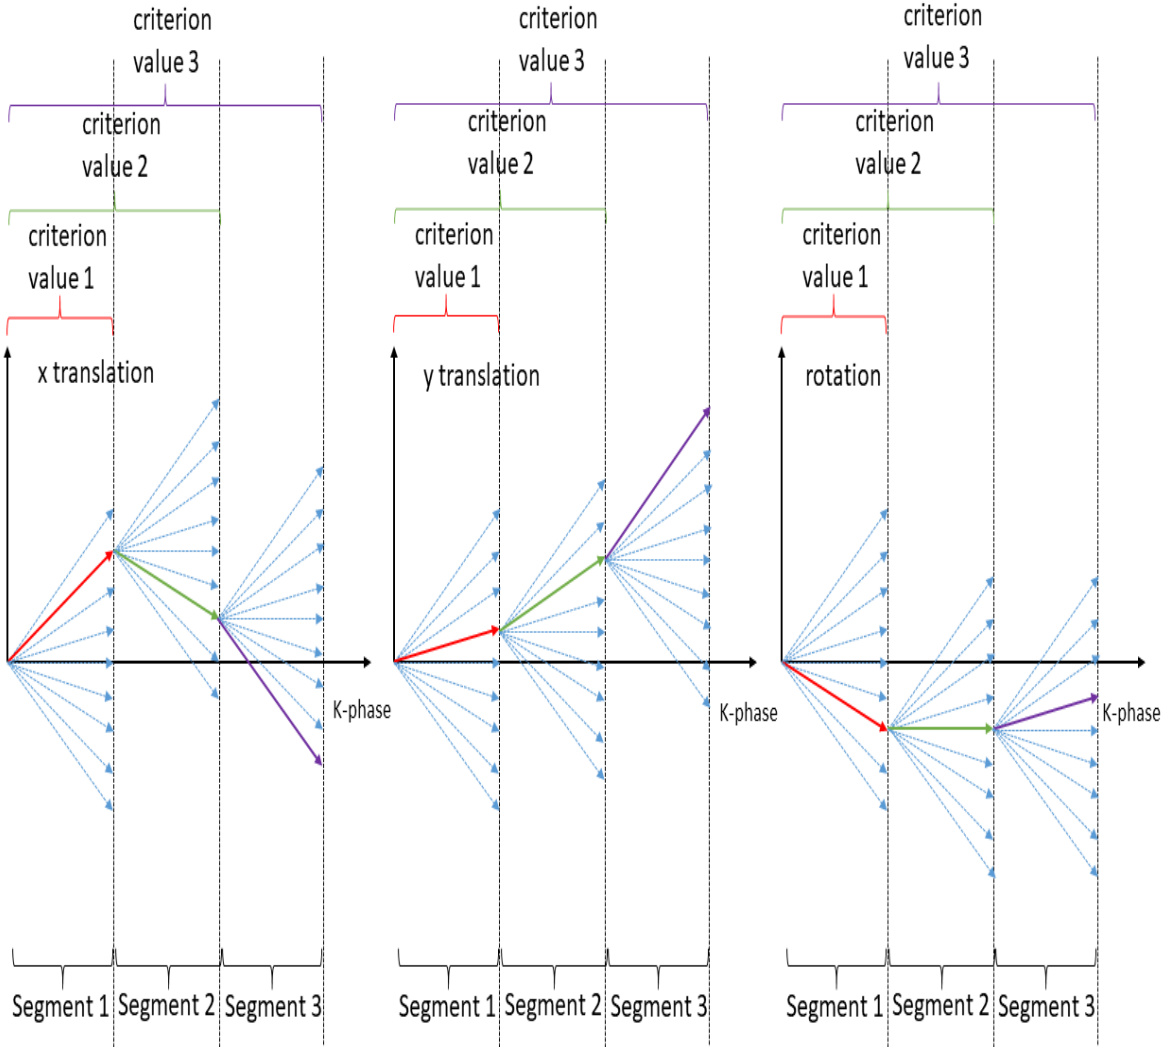 criterion
value 3
criterion
value 2
criterion
value 1
x translation
K-phase
Segment 1
Segment 2
Segment 3
criterion
value 3
criterion
value 2
criterion
value 1
y translation
K-phase
Segment 1
Segment 2
Segment 3
criterion
value 3
criterion
value 2
criterion
value 1
rotation
K-phase
Segment 1
Segment 2
Segment 3